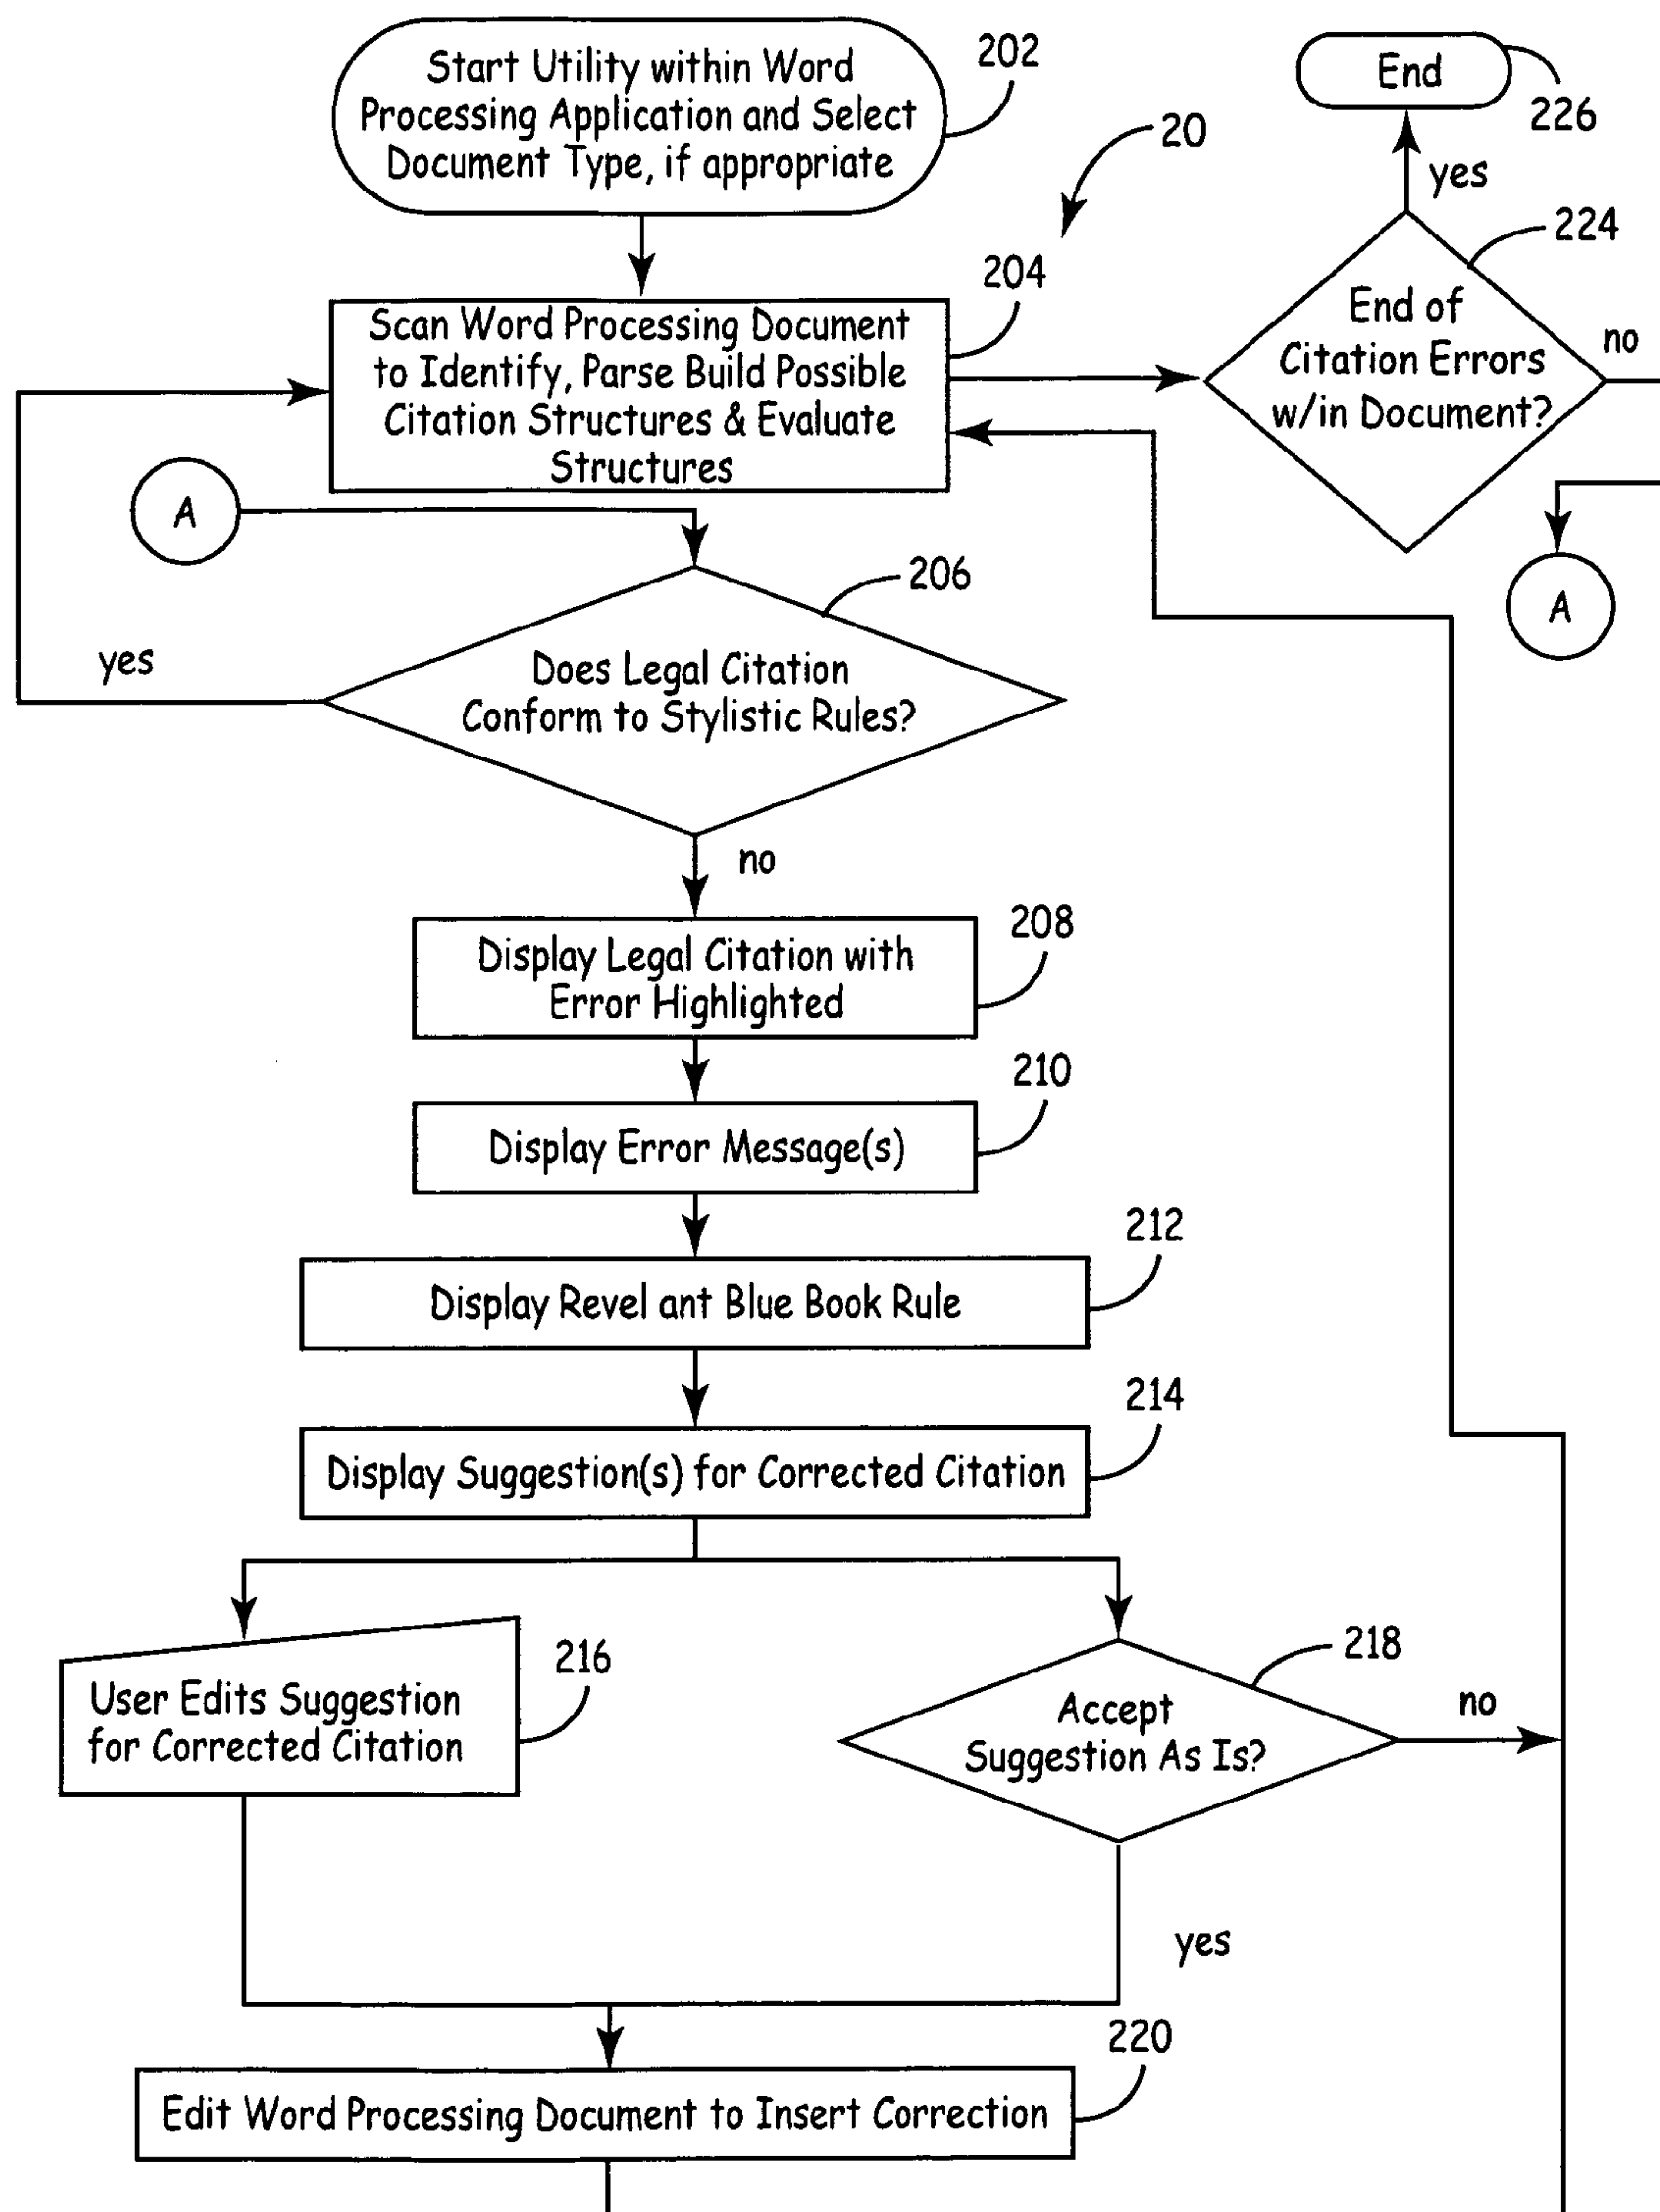 Start Utility within Word
Processing Application and Select
Document Type, if appropriate
202
End
226
20
yes
224
204
Scan Word Processing Document
to Identify, Parse Build Possible
Citation Structures & Evaluate
Structures
End of
Citation Errors
w/in Document?
no
A
A
206
yes
Does Legal Citation
Conform to Stylistic Rules?
no
208
Display Legal Citation with
Error Highlighted
210
Display Error Message(s)
212
Display Revel ant Blue Book Rule
214
Display Suggestion(s) for Corrected Citation
216
User Edits Suggestion
for Corrected Citation
218
Accept
Suggestion As Is?
no
yes
220
Edit Word Processing Document to Insert Correction